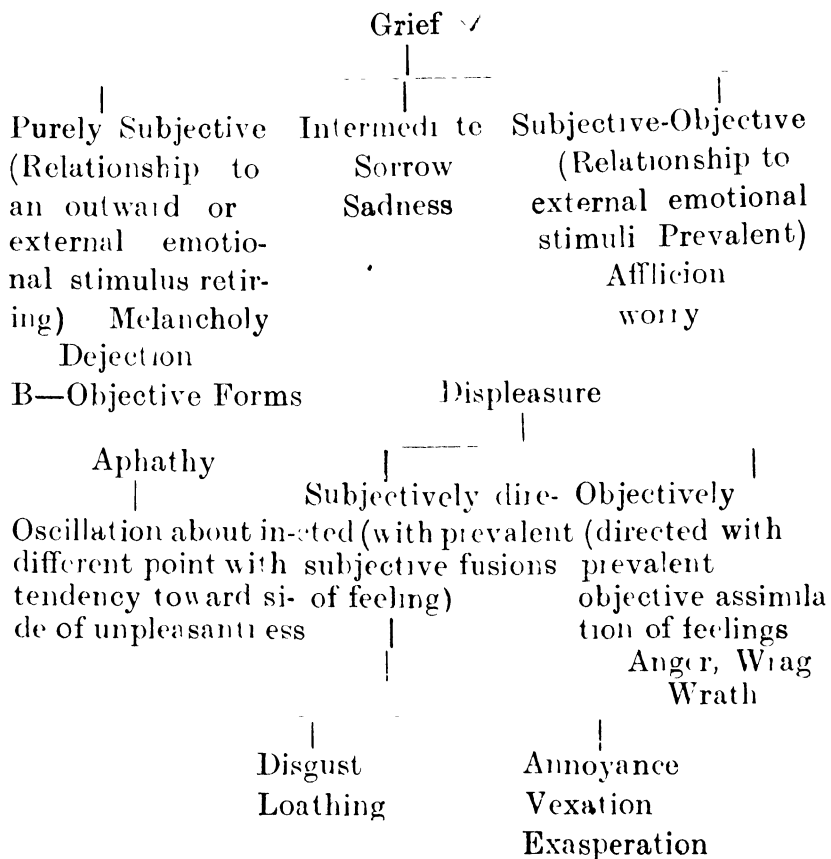 Grief
Purely Subjective
(Relationship to
an outward or
external emotio-
nal stimulus retir-
ing) Melancholy
Dejection
Intermedi te
Sorrow
Sadness
Subjective-Objective
(Relationship to
external emotional
stimuli Prevalent)
Afflicion
worry
B—Objective Forms
Displeasure
Aphathy
Oscillation about in-
different point with
tendency toward si-
de of unpleasantness
Subjectively dire-
cted (with prevalent
subjective fusions
of feeling)
Objectively
(directed with
prevalent
objective assimila
tion of feelings
Anger, Wrag
Wrath
Disgust
Loathing
Annoyance
Vexation
Exasperation